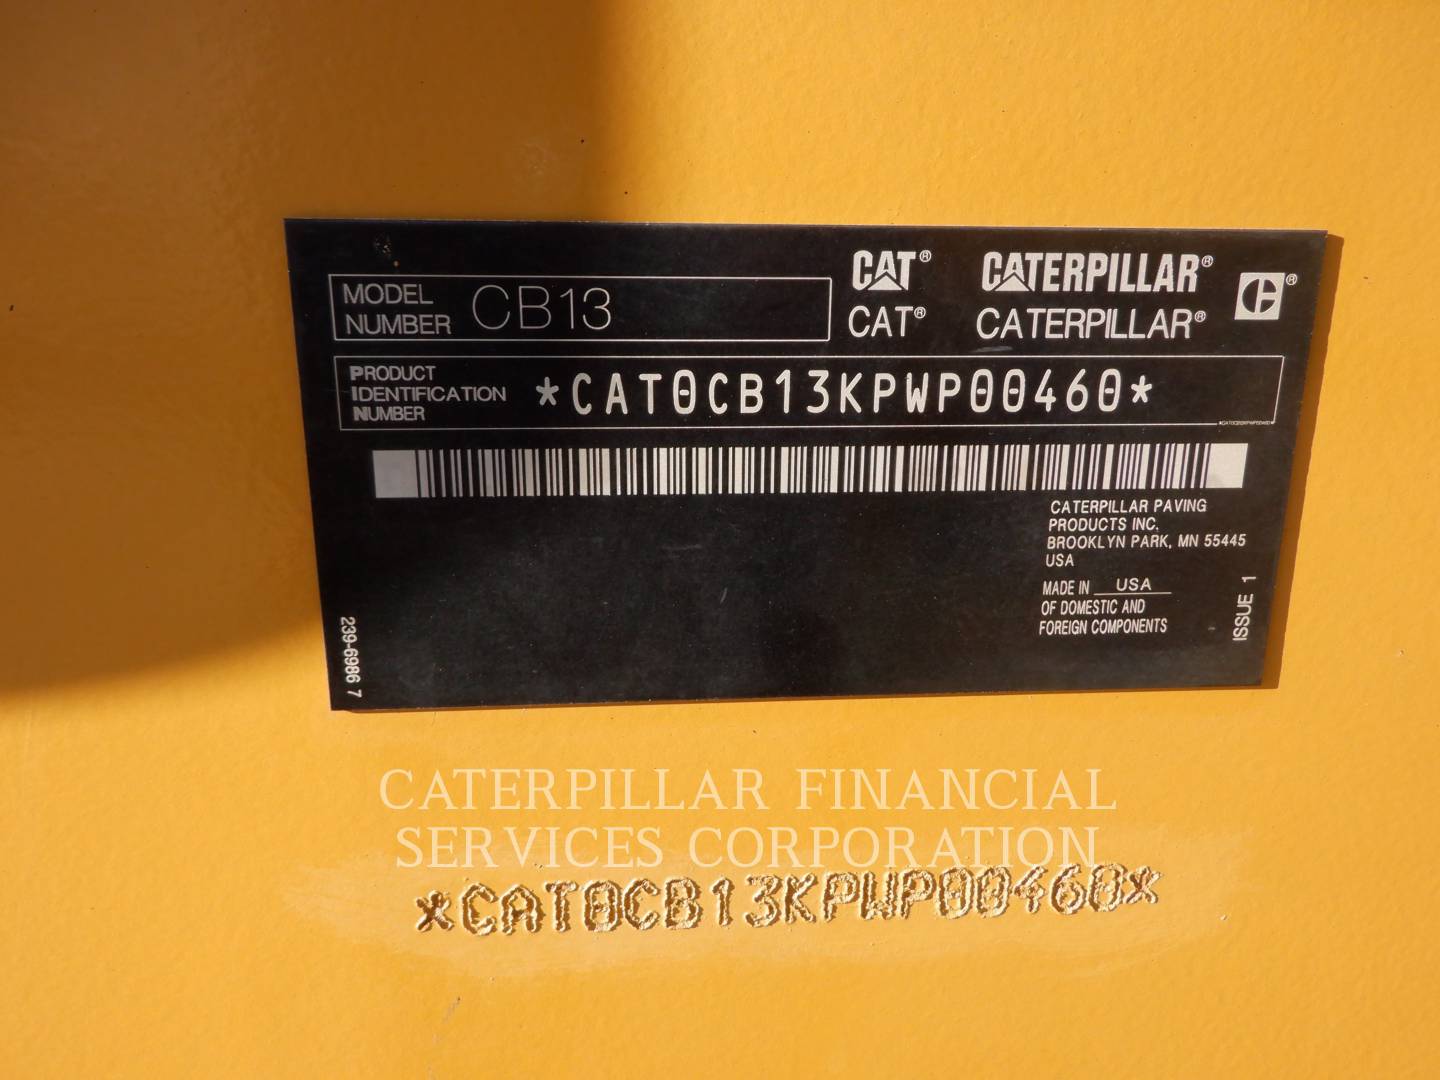 MODEL NUMBER CB13
CAT® CATERPILLAR® ®
CAT® CATERPILLAR®
PRODUCT
IDENTIFICATION
NUMBER
*CAT0CB13KPWP00460*
CATERPILLAR PAVING
PRODUCTS INC.
BROOKLYN PARK, MN 55445
USA
MADE IN USA
OF DOMESTIC AND
FOREIGN COMPONENTS
ISSUE 1
239-6986 7
CATERPILLAR FINANCIAL
SERVICES CORPORATION
*CAT0CB13KPWP00460*